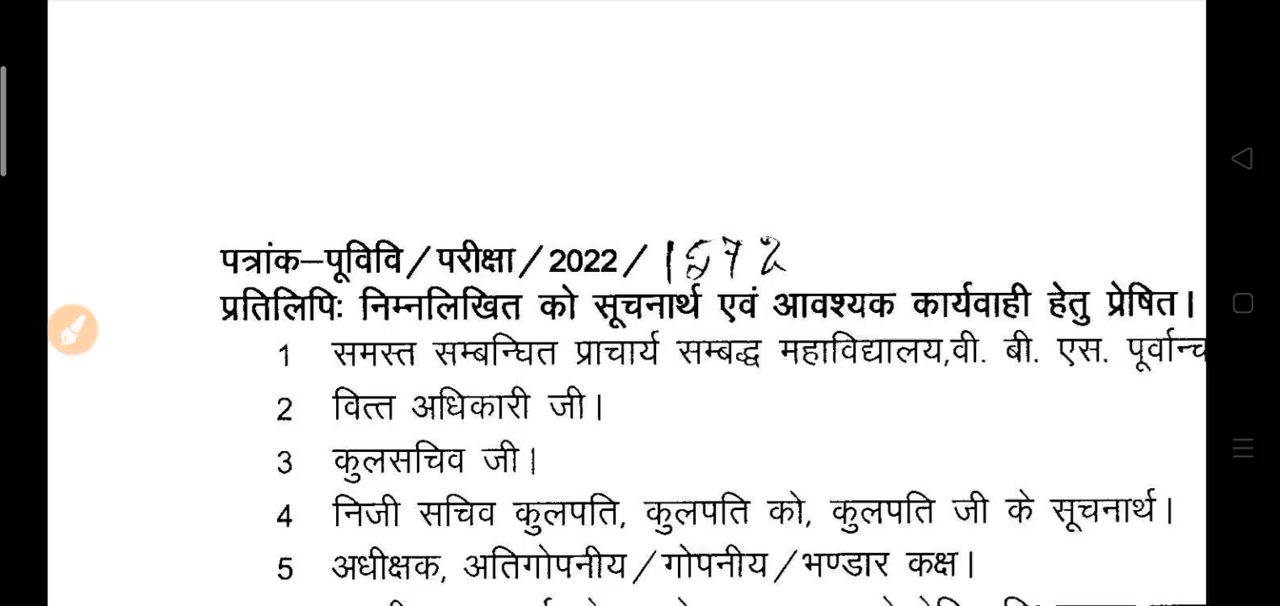 पत्रांक–पूविवि/परीक्षा/2022/1572
प्रतिलिपिः निम्नलिखित को सूचनार्थ एवं आवश्यक कार्यवाही हेतु प्रेषित।
1 समस्त सम्बन्धित प्राचार्य सम्बद्ध महाविद्यालय,वी. बी. एस. पूर्वान्च
2 वित्त अधिकारी जी।
3 कुलसचिव जी।
4 निजी सचिव कुलपति, कुलपति को, कुलपति जी के सूचनार्थ।
5 अधीक्षक, अतिगोपनीय/गोपनीय/भण्डार कक्ष।